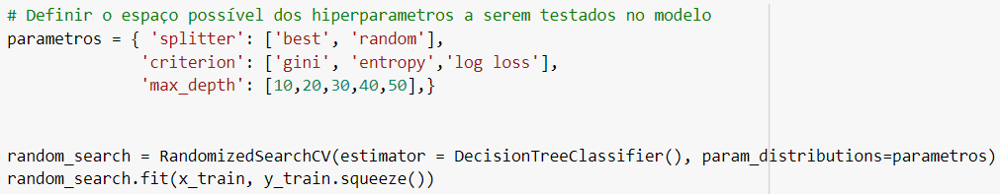 # Definir o espaço possível dos hiperparametros a serem testados no modelo
parametros = { 'splitter': ['best', 'random'],
'criterion': ['gini', 'entropy','log loss'],
'max_depth': [10,20,30,40,50],}
random_search = RandomizedSearchCV(estimator = DecisionTreeClassifier(), param_distributions=parametros)
random_search.fit(x_train, y_train.squeeze())